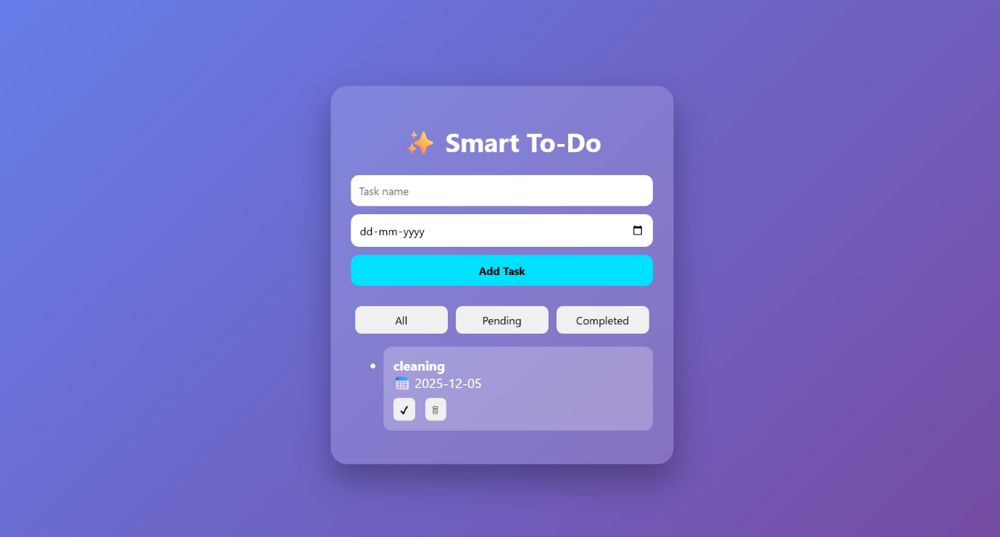 ✨ Smart To-Do
Task name
dd-mm-yyyy
Add Task
All Pending Completed
cleaning
2025-12-05